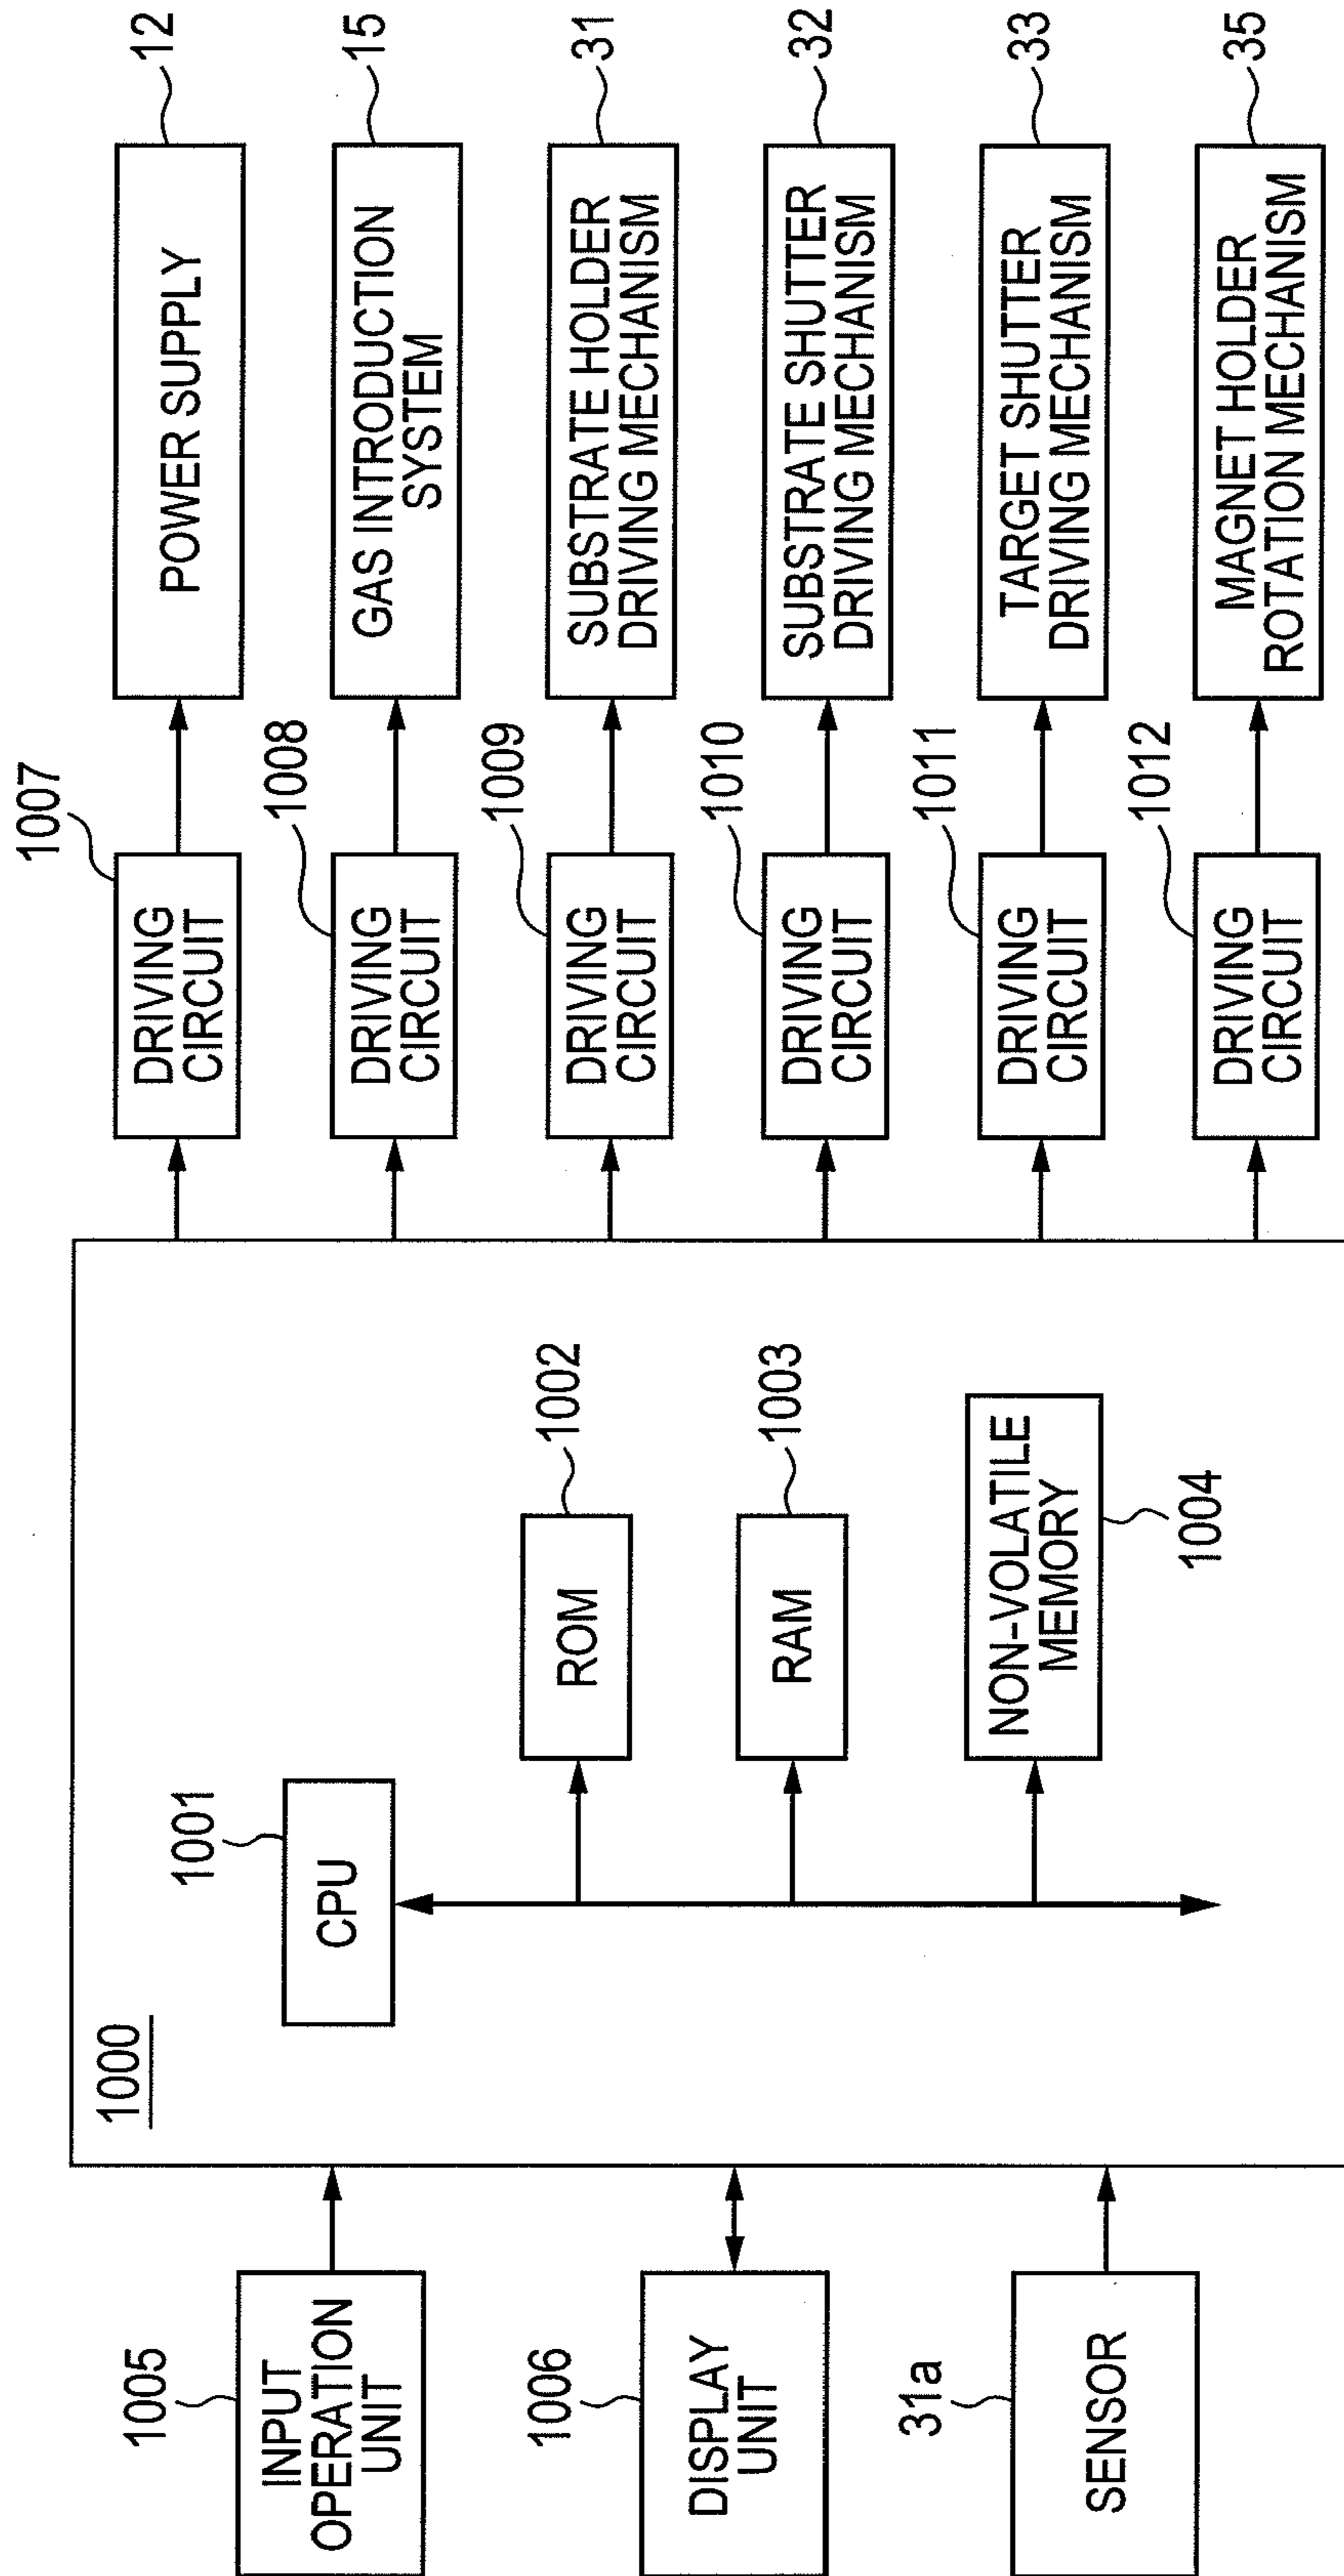 1005
INPUT
OPERATION
UNIT
1006
DISPLAY
UNIT
31a
SENSOR
1000
1001
CPU
1002
ROM
1003
RAM
1004
NON-VOLATILE
MEMORY
1007
DRIVING
CIRCUIT
12
POWER SUPPLY
1008
DRIVING
CIRCUIT
15
GAS INTRODUCTION
SYSTEM
1009
DRIVING
CIRCUIT
31
SUBSTRATE HOLDER
DRIVING MECHANISM
1010
DRIVING
CIRCUIT
32
SUBSTRATE SHUTTER
DRIVING MECHANISM
1011
DRIVING
CIRCUIT
33
TARGET SHUTTER
DRIVING MECHANISM
1012
DRIVING
CIRCUIT
35
MAGNET HOLDER
ROTATION MECHANISM